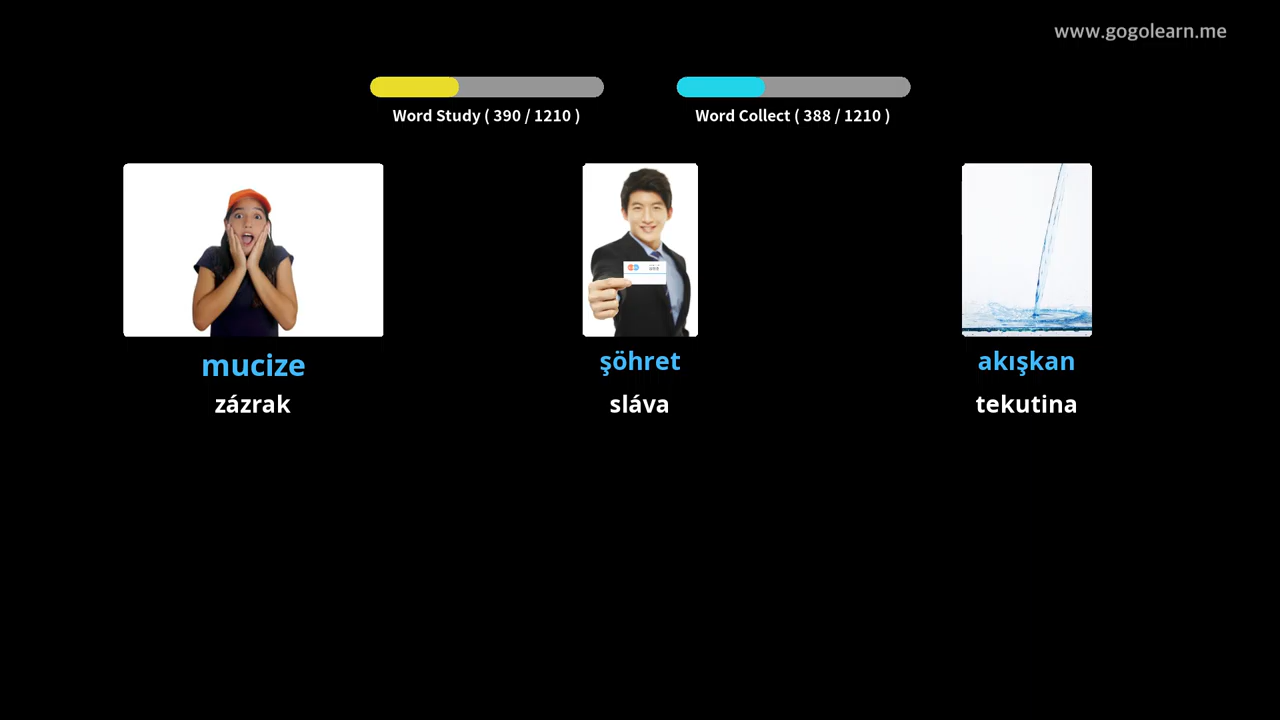 www.gogolearn.me
Word Study ( 390 / 1210 )
Word Collect ( 388 / 1210 )
mucize
şöhret
akışkan
zázrak
sláva
tekutina